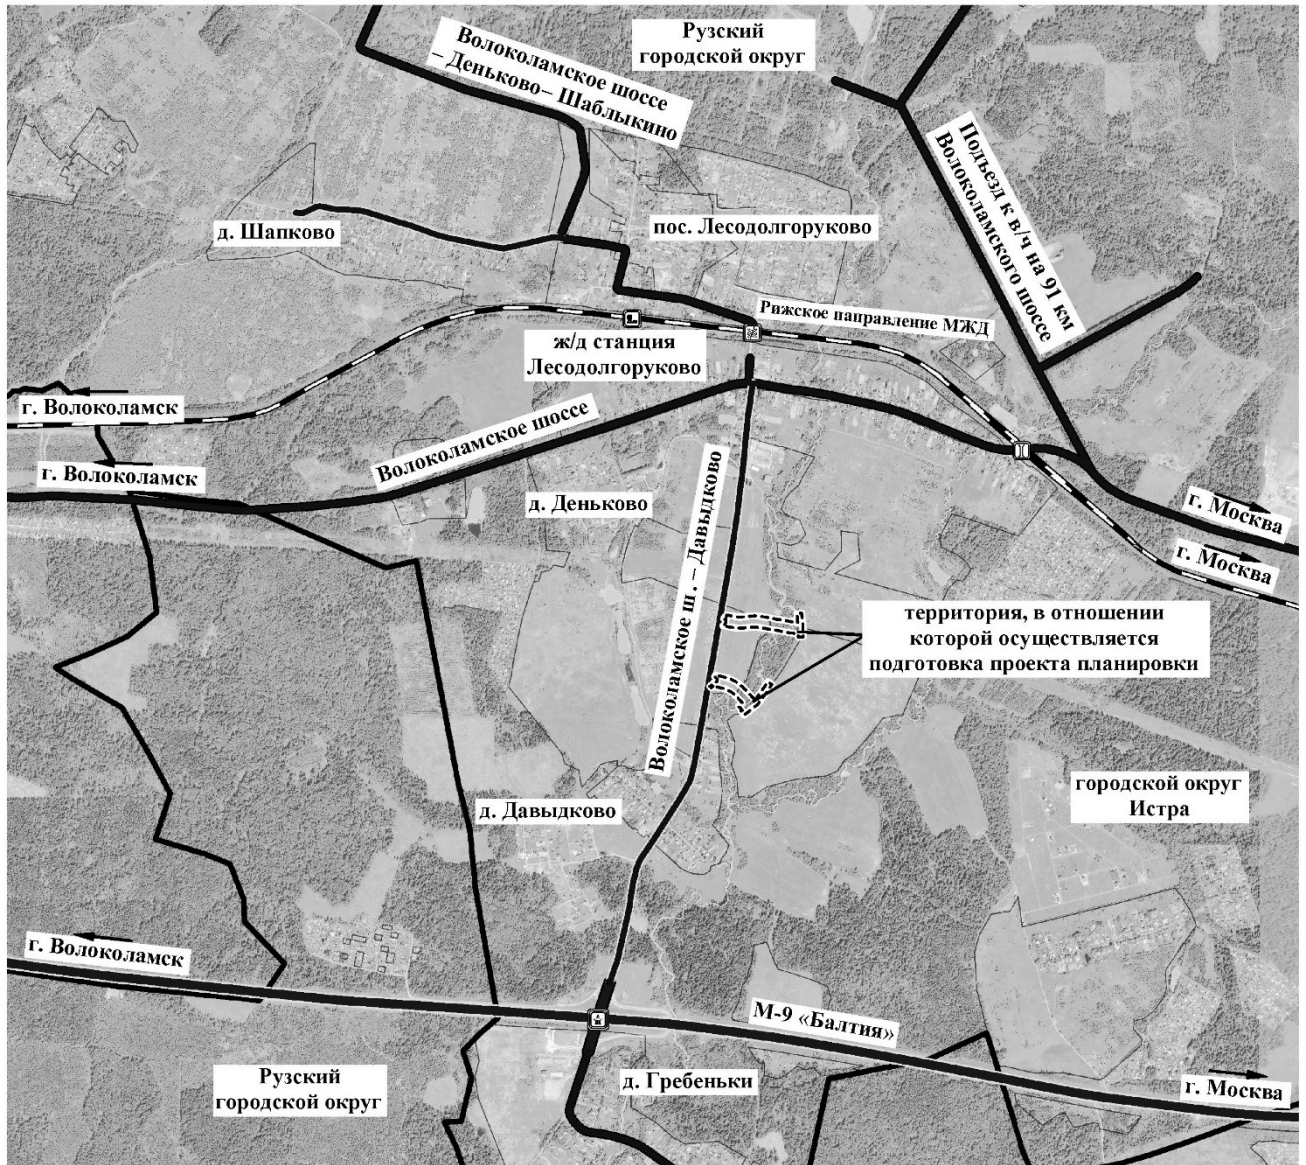 Рузский
городской округ
Волоколамское шоссе
– Деньково– Шаблыкино
Подъезд к в/ч на 91 км
Волоколамского шоссе
д. Шапково
пос. Лесодолгоруково
Рижское направление МЖД
ж/д станция
Лесодолгоруково
г. Волоколамск
Волоколамское шоссе
г. Волоколамск
д. Деньково
Волоколамское ш. – Давыдково
г. Москва
г. Москва
территория, в отношении
которой осуществляется
подготовка проекта планировки
городской округ
Истра
д. Давыдково
г. Волоколамск
М-9 «Балтия»
Рузский
городской округ
д. Гребеньки
г. Москва